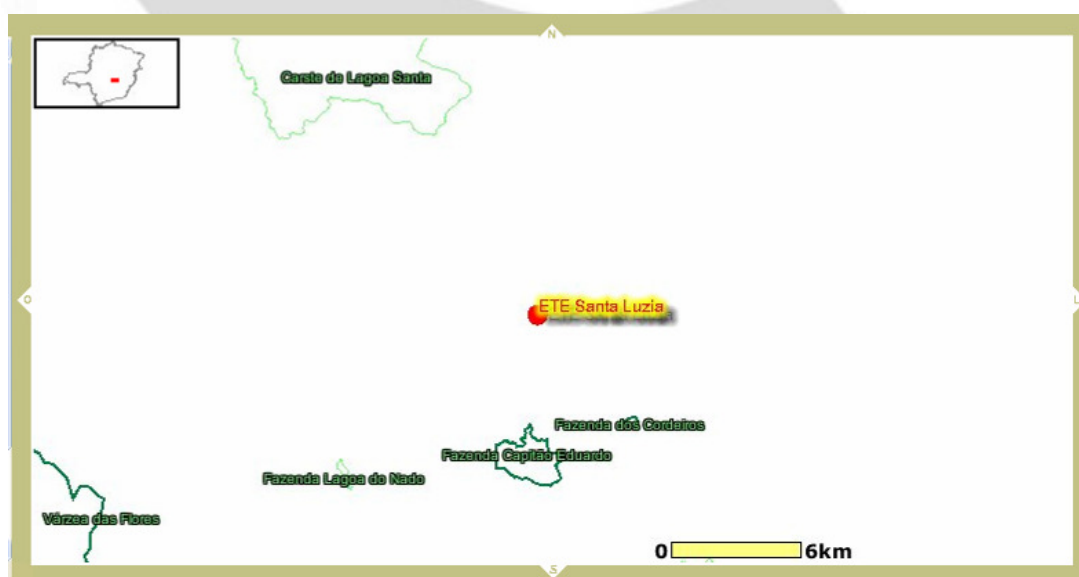 N
Carste de Lagoa Santa
O
L
ETE Santa Luzia
Fazenda dos Cordeiros
Fazenda Capitão Eduardo
Fazenda Lagoa do Nado
Várzea das Flores
0 6km
S